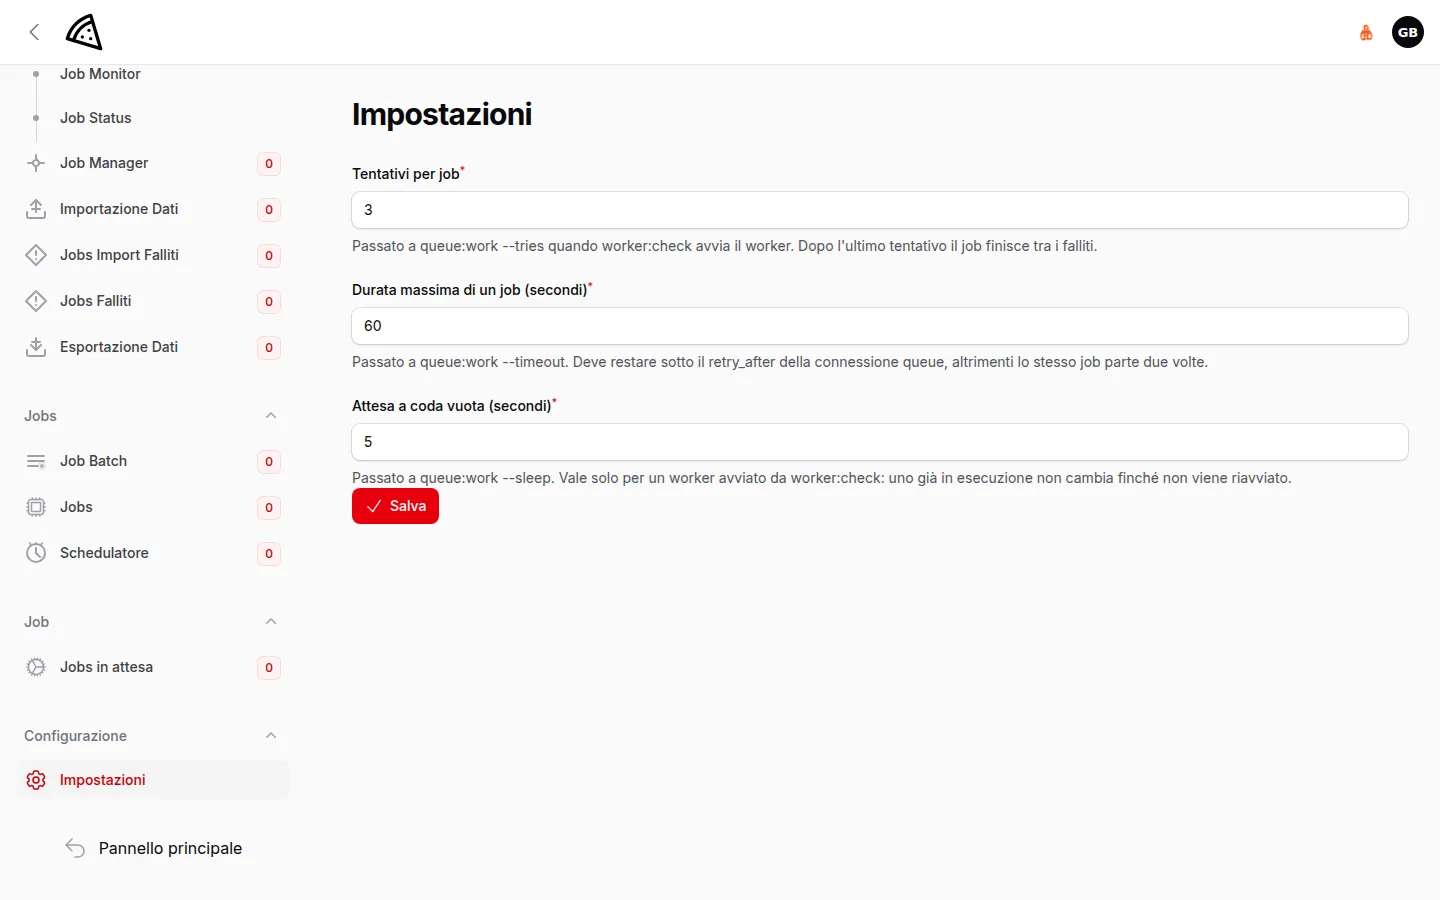 GB
Job Monitor
Job Status
Job Manager 0
Importazione Dati 0
Jobs Import Falliti 0
Jobs Falliti 0
Esportazione Dati 0
Jobs
Job Batch 0
Jobs 0
Schedulatore 0
Job
Jobs in attesa 0
Configurazione
Impostazioni
Pannello principale
Impostazioni
Tentativi per job*
3
Passato a queue:work --tries quando worker:check avvia il worker. Dopo l'ultimo tentativo il job finisce tra i falliti.
Durata massima di un job (secondi)*
60
Passato a queue:work --timeout. Deve restare sotto il retry_after della connessione queue, altrimenti lo stesso job parte due volte.
Attesa a coda vuota (secondi)*
5
Passato a queue:work --sleep. Vale solo per un worker avviato da worker:check: uno già in esecuzione non cambia finché non viene riavviato.
Salva